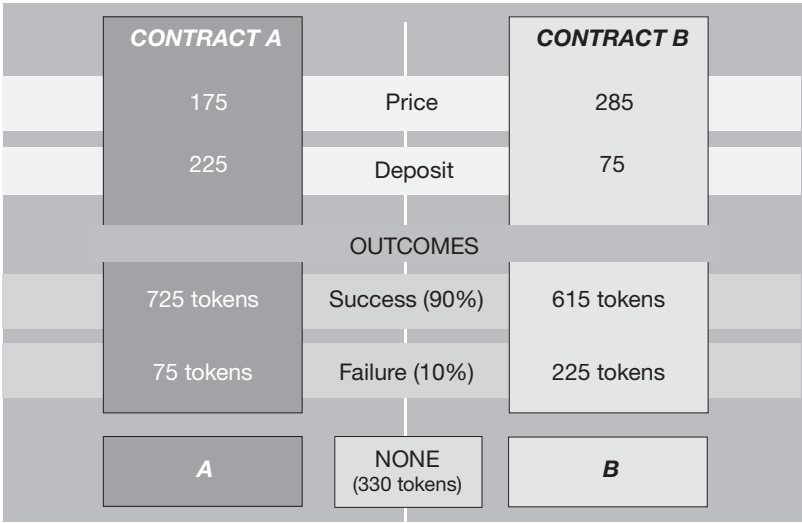 CONTRACT A CONTRACT B
175 Price 285
225 Deposit 75
OUTCOMES
725 tokens Success (90%) 615 tokens
75 tokens Failure (10%) 225 tokens
A NONE B
(330 tokens)